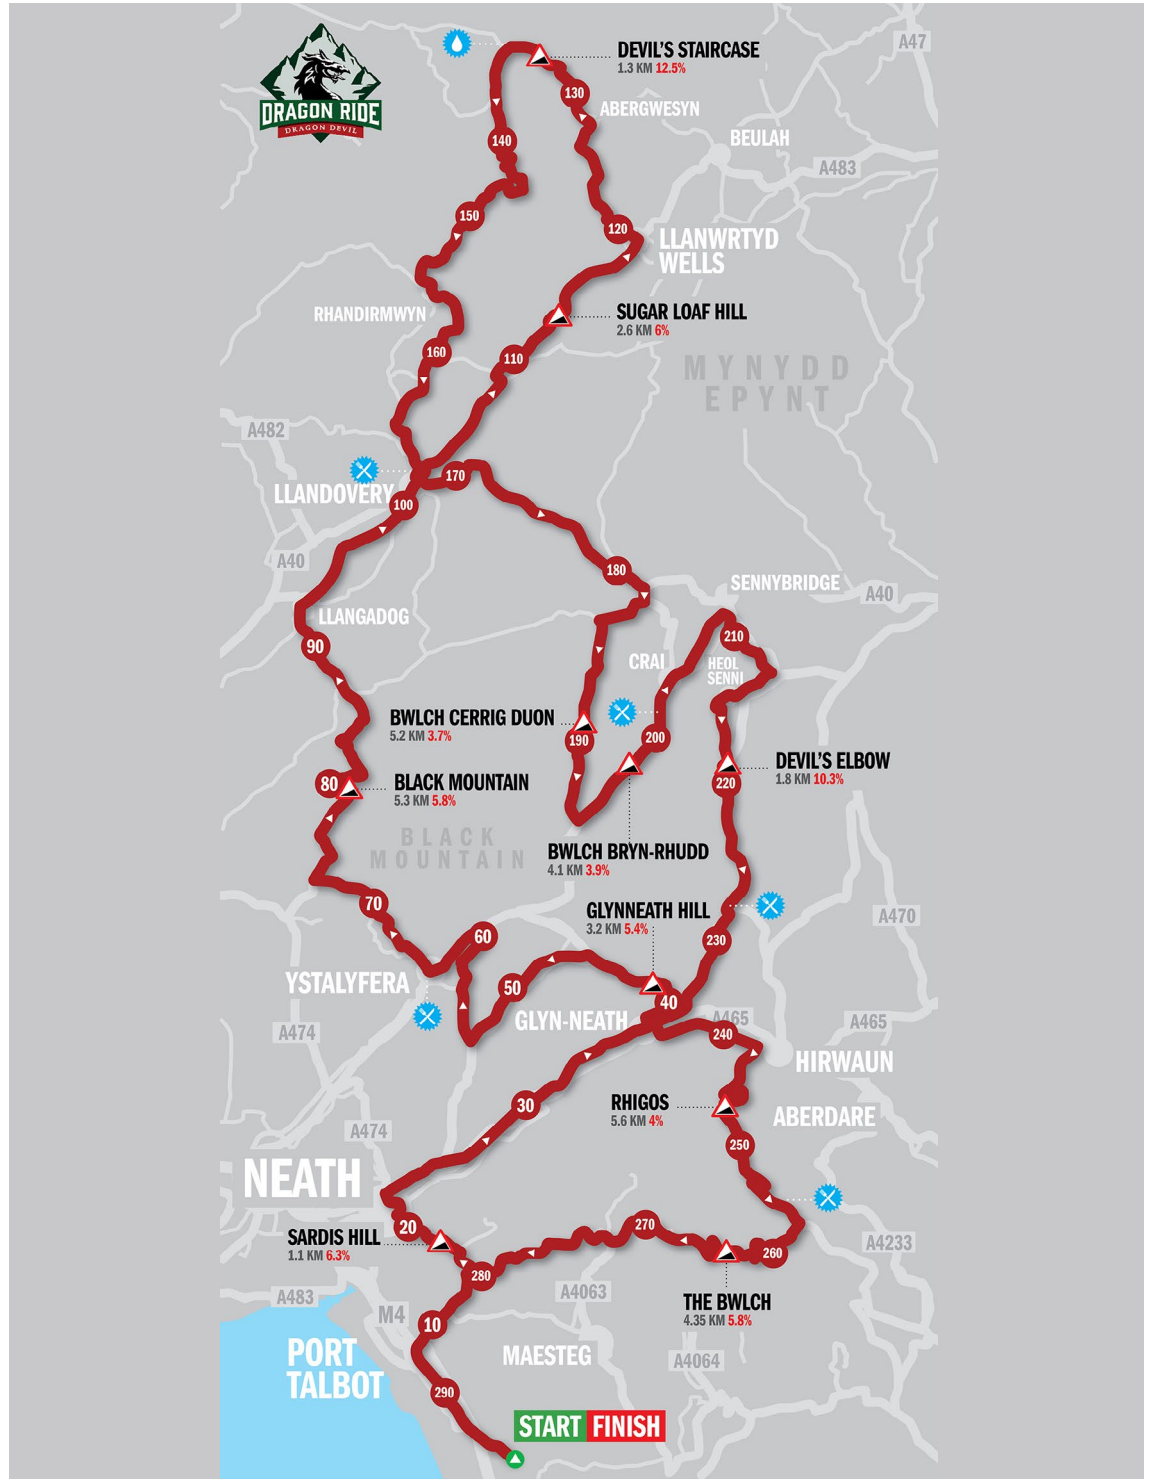 DEVIL'S STAIRCASE
1.3 KM 12.5%
A47
DRAGON RIDE
DRAGON DEVIL
130
ABERGWESYN
140
BEULAH
A483
150
120
LLANWRTYD
WELLS
RHANDIRMWYN
SUGAR LOAF HILL
2.6 KM 6%
160
110
MYNYDD
EPYNT
A482
170
LLANDOVERY
100
A40
180
SENNYBRIDGE
A40
LLANGADOG
90
210
CRAI
HEOL
SENNI
BWLCH CERRIG DUON
5.2 KM 3.7%
190
200
DEVIL'S ELBOW
1.8 KM 10.3%
80
BLACK MOUNTAIN
5.3 KM 5.8%
220
BLACK
MOUNTAIN
BWLCH BRYN-RHUDD
4.1 KM 3.9%
70
GLYNNEATH HILL
3.2 KM 5.4%
A470
60
230
YSTALYFERA
50
40
GLYN-NEATH
A465
A465
A474
240
HIRWAUN
30
RHIGOS
5.6 KM 4%
ABERDARE
A474
250
NEATH
20
SARDIS HILL
1.1 KM 6.3%
270
260
A4233
280
A483
A4063
M4
10
THE BWLCH
4.35 KM 5.8%
PORT
TALBOT
MAESTEG
A4064
290
START FINISH